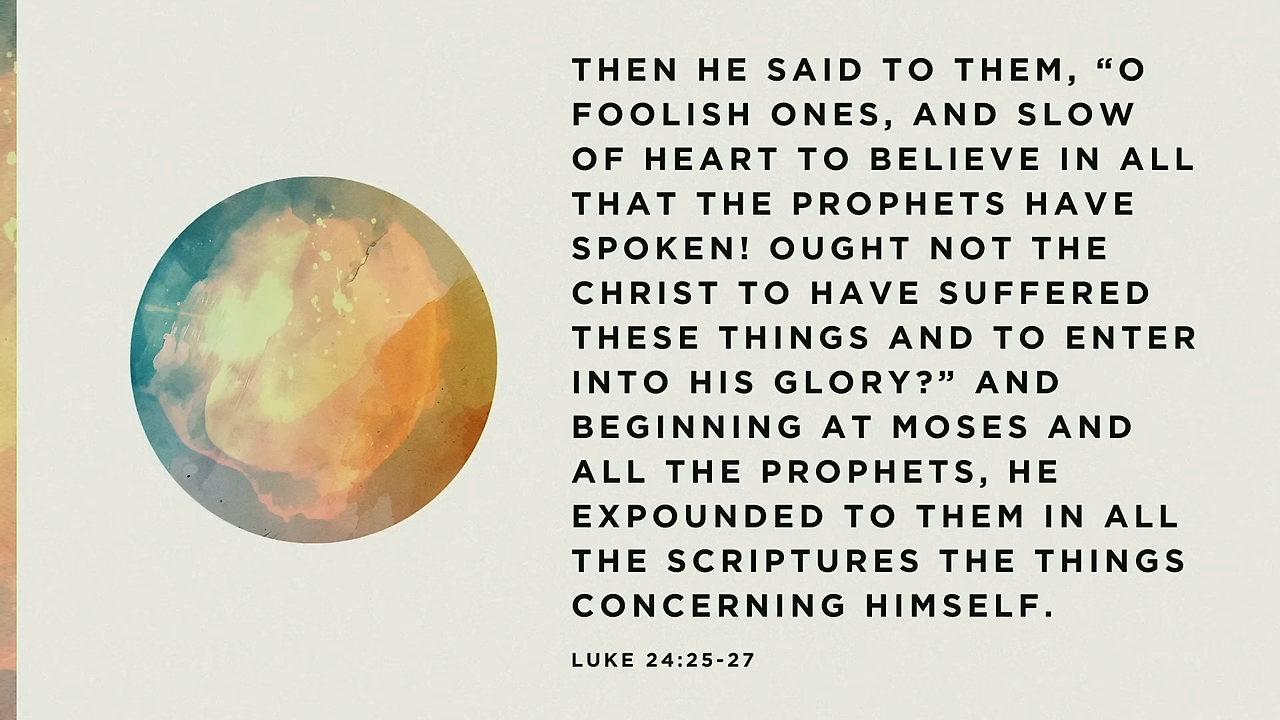 THEN HE SAID TO THEM, “O
FOOLISH ONES, AND SLOW
OF HEART TO BELIEVE IN ALL
THAT THE PROPHETS HAVE
SPOKEN! OUGHT NOT THE
CHRIST TO HAVE SUFFERED
THESE THINGS AND TO ENTER
INTO HIS GLORY?” AND
BEGINNING AT MOSES AND
ALL THE PROPHETS, HE
EXPOUNDED TO THEM IN ALL
THE SCRIPTURES THE THINGS
CONCERNING HIMSELF.
LUKE 24:25-27